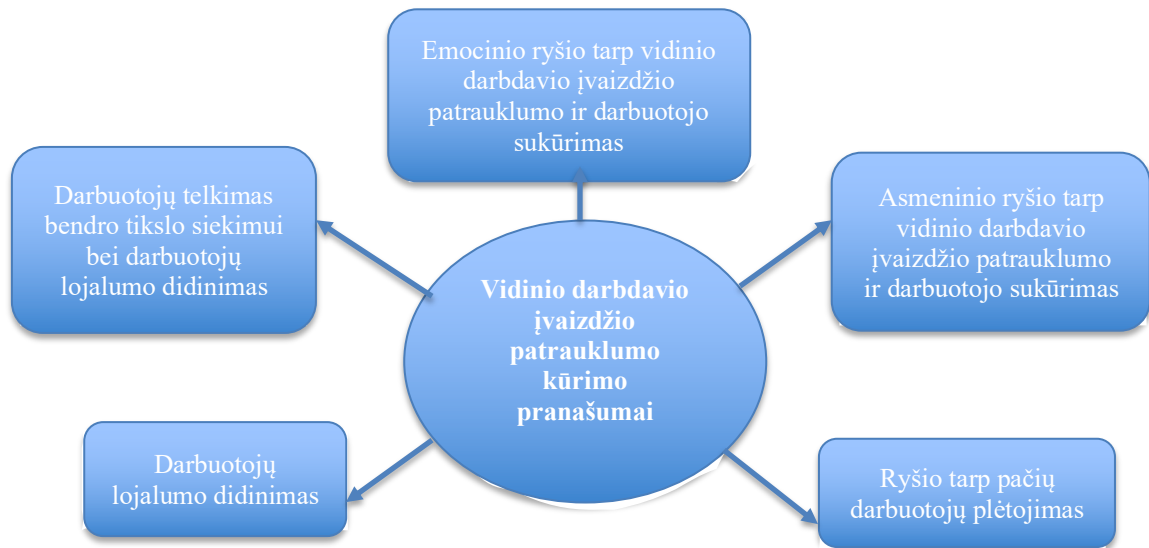 Emocinio ryšio tarp vidinio
darbdavio įvaizdžio
patrauklumo ir darbuotojo
sukūrimas
Darbuotojų telkimas
bendro tikslo siekimui
bei darbuotojų
lojalumo didinimas
Asmeninio ryšio tarp
vidinio darbdavio
įvaizdžio patrauklumo
ir darbuotojo sukūrimas
Vidinio darbdavio
įvaizdžio
patrauklumo
kūrimo
pranašumai
Darbuotojų
lojalumo didinimas
Ryšio tarp pačių
darbuotojų plėtojimas